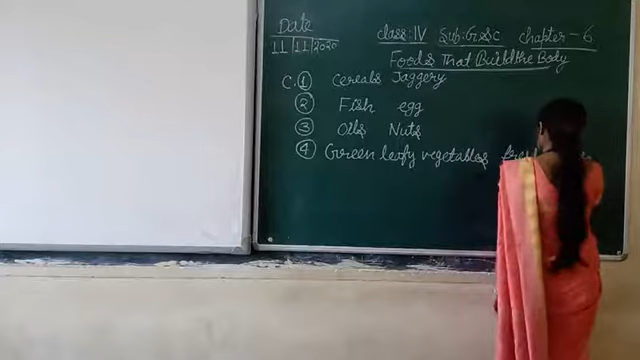 Date
11 11 2020
class: IV Sub: G.Sc chapter - 6
Foods That Build the Body
C. ① Cereals Jaggery
② Fish egg
③ Oils Nuts
④ Green leafy vegetables